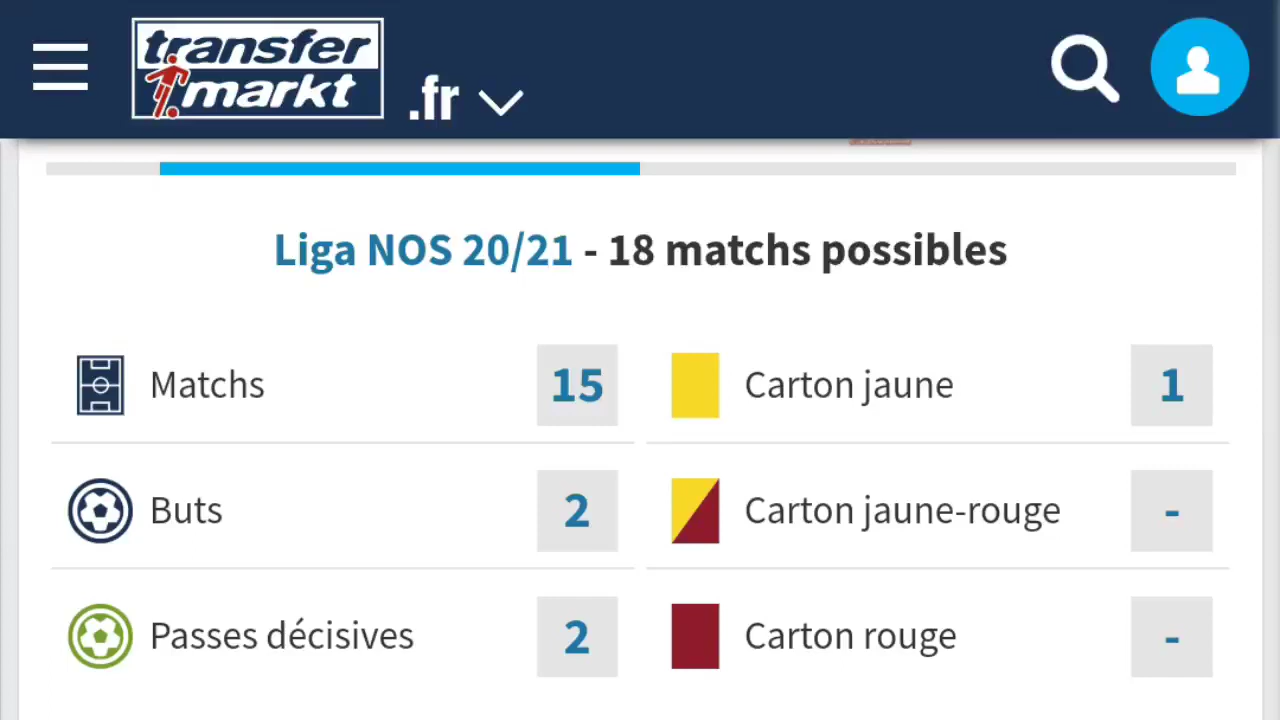 transfer
markt
.fr
Liga NOS 20/21 - 18 matchs possibles
Matchs 15
Carton jaune 1
Buts 2
Carton jaune-rouge -
Passes décisives 2
Carton rouge -